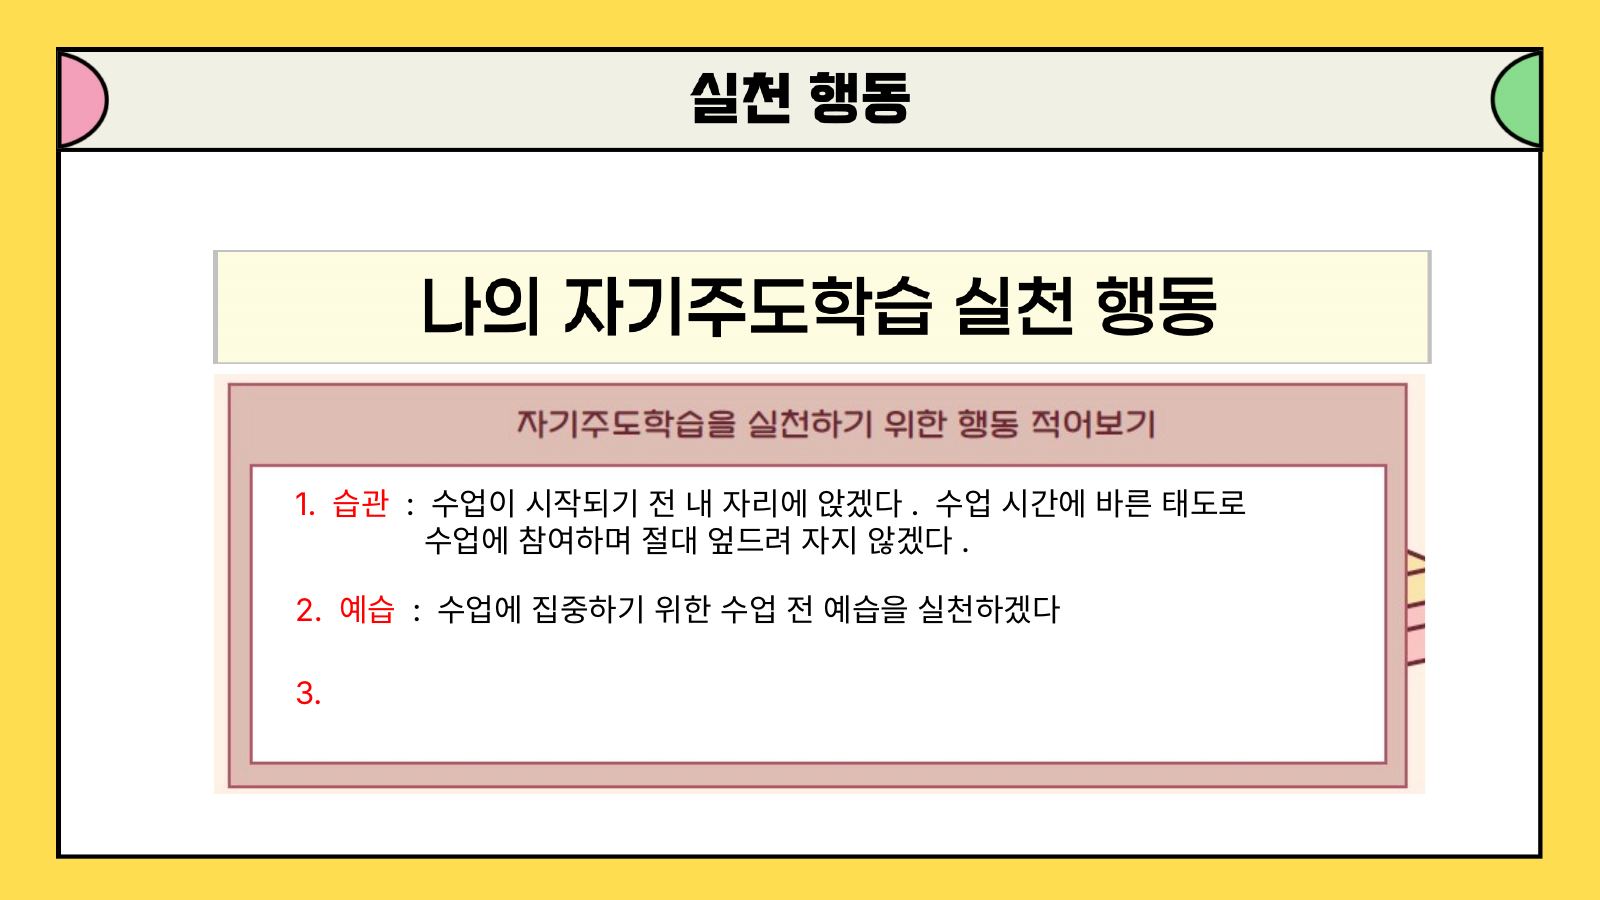 실천 행동
나의 자기주도학습 실천 행동
자기주도학습을 실천하기 위한 행동 적어보기
1. 습관 : 수업이 시작되기 전 내 자리에 앉겠다 . 수업 시간에 바른 태도로
수업에 참여하며 절대 엎드려 자지 않겠다 .
2. 예습 : 수업에 집중하기 위한 수업 전 예습을 실천하겠다
3.